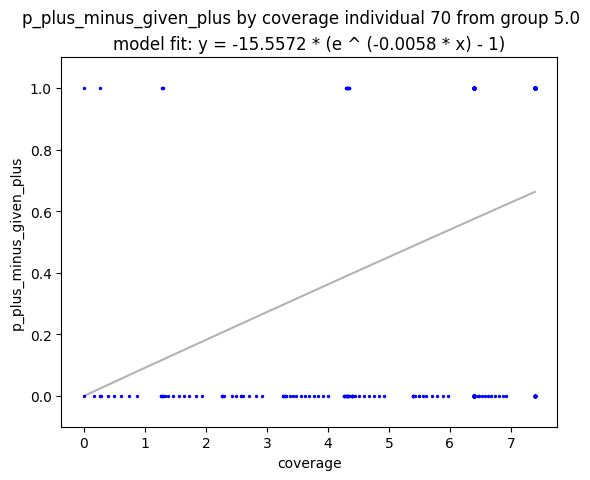 p_plus_minus_given_plus by coverage individual 70 from group 5.0
model fit: y = -15.5572 * (e ^ (-0.0058 * x) - 1)
1.0
0.8
0.6
0.4
0.2
0.0
p_plus_minus_given_plus
0 1 2 3 4 5 6 7
coverage